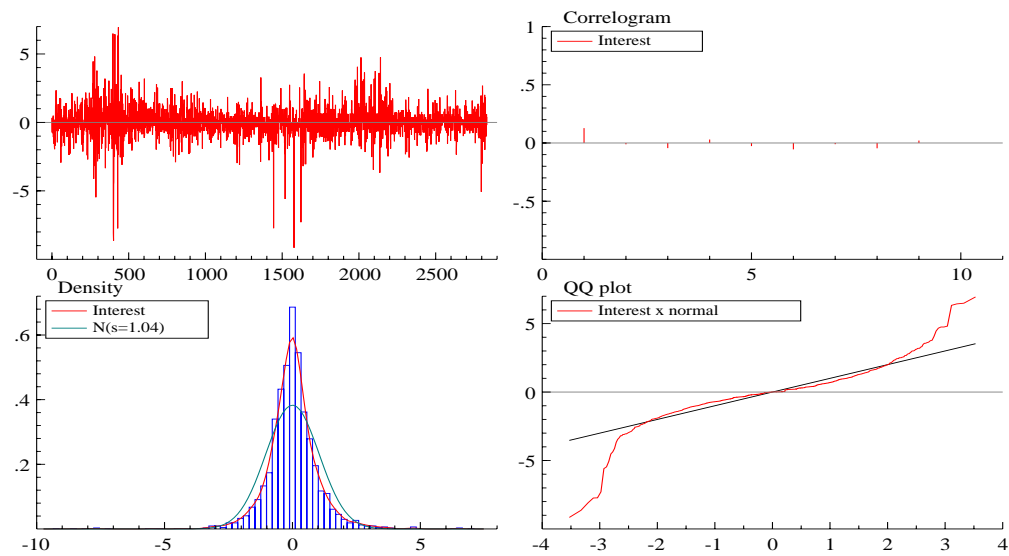 5
0
-5
0 500 1000 1500 2000 2500
Correlogram
Interest
1
.5
0
-.5
0 5 10
Density
Interest
N(s=1.04)
.6
.4
.2
-10 -5 0 5
QQ plot
Interest x normal
5
0
-5
-4 -3 -2 -1 0 1 2 3 4